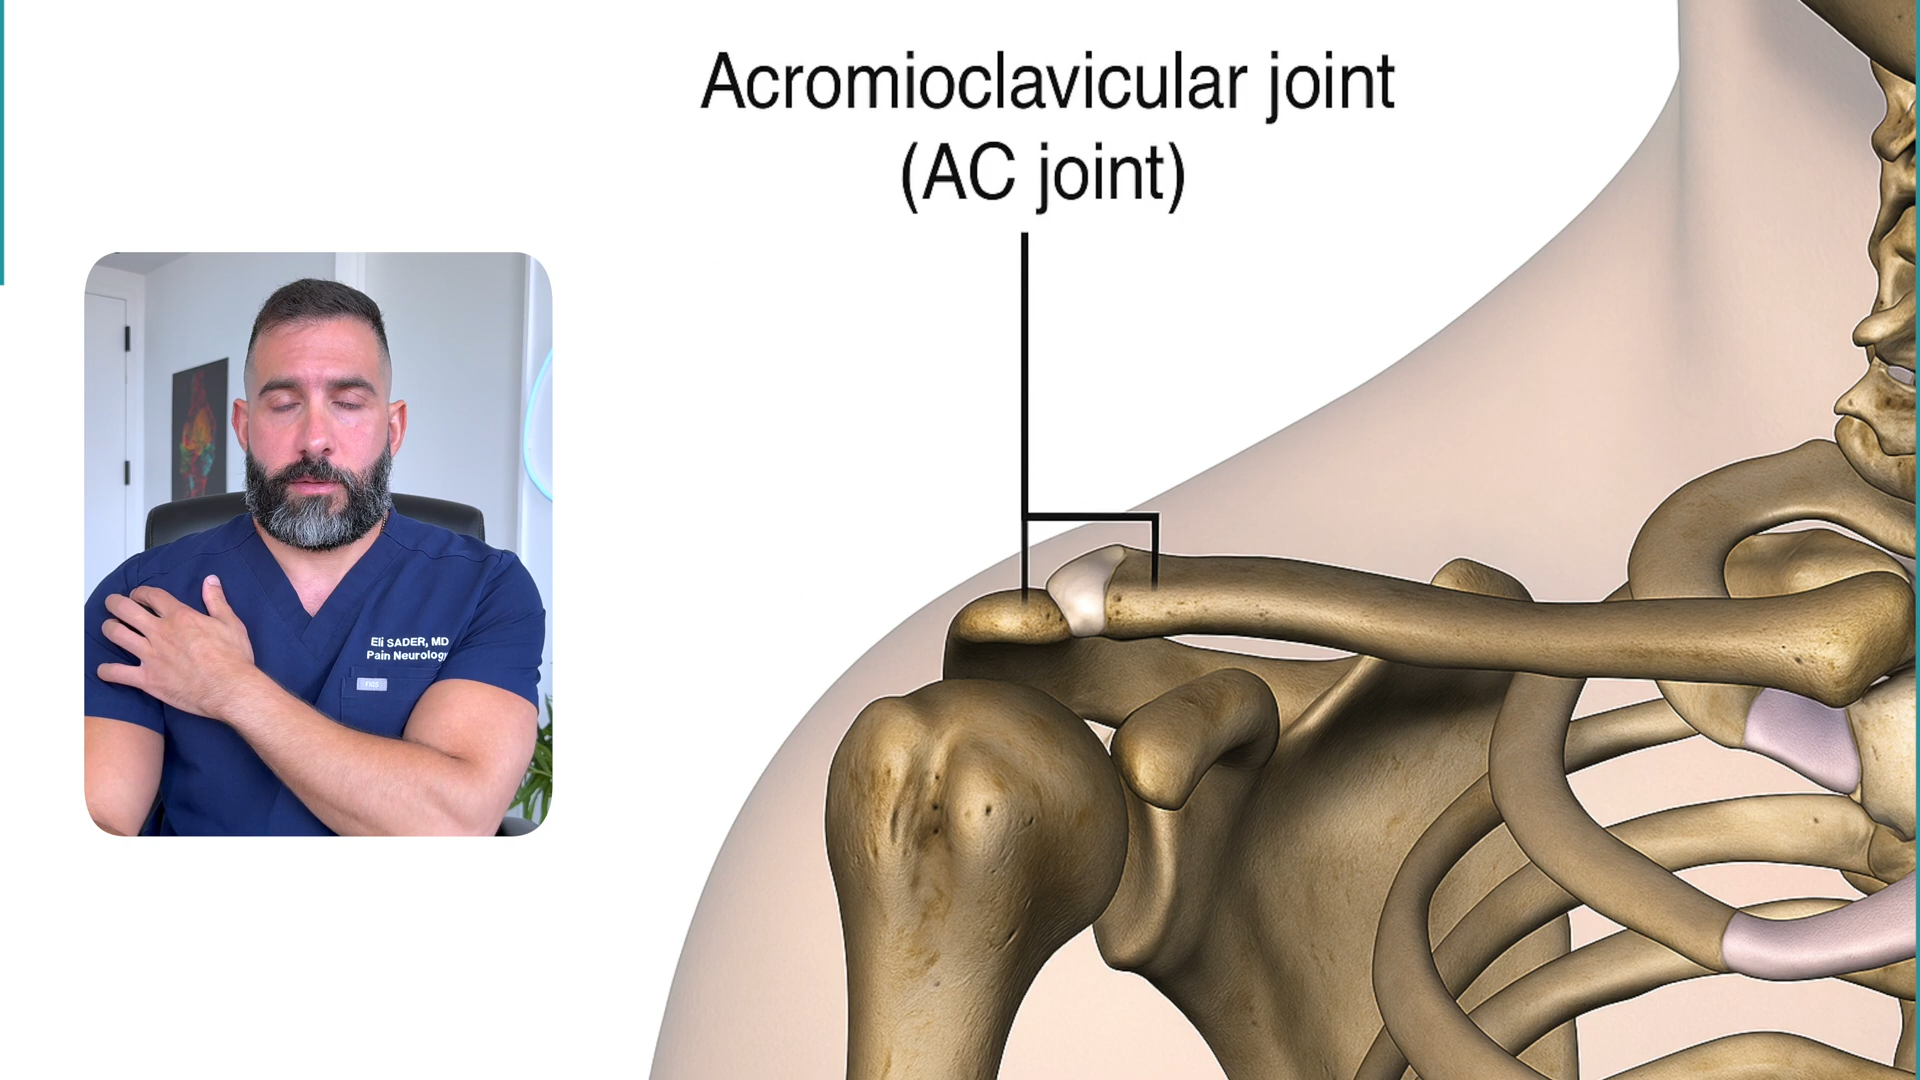 Acromioclavicular joint
(AC joint)
Eli SADER, MD
Pain Neurology